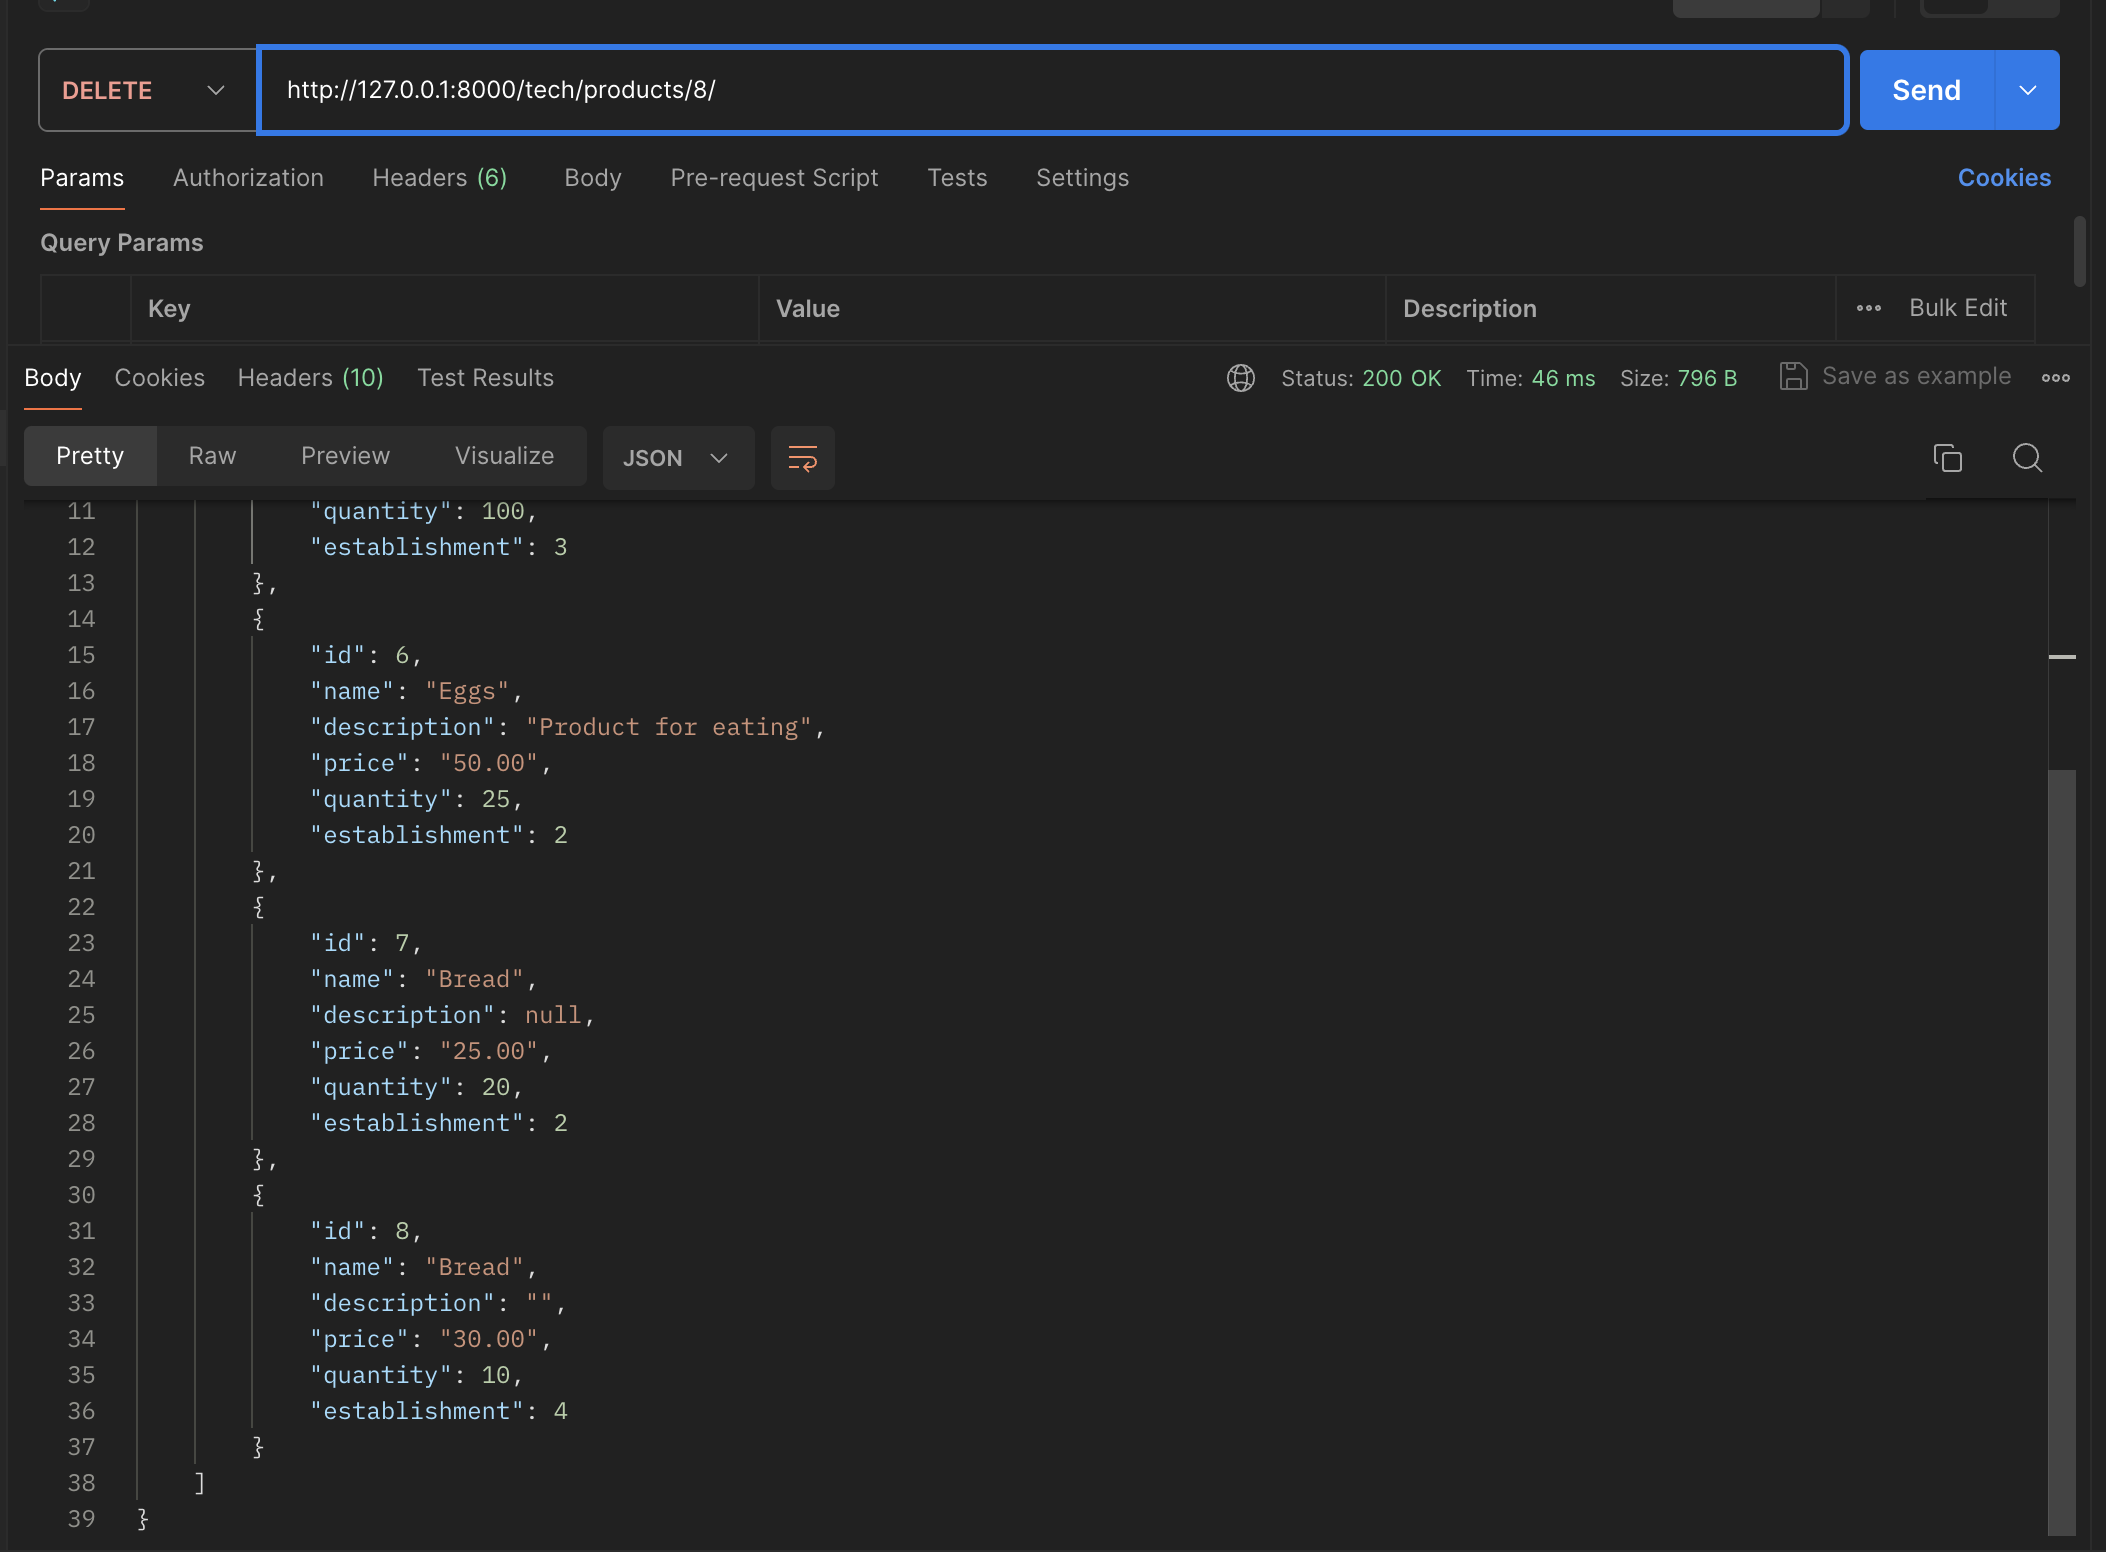 DELETE http://127.0.0.1:8000/tech/products/8/ Send
Params Authorization Headers (6) Body Pre-request Script Tests Settings Cookies
Query Params
Key Value Description Bulk Edit
Body Cookies Headers (10) Test Results Status: 200 OK Time: 46 ms Size: 796 B Save as example
Pretty Raw Preview Visualize JSON
11 "quantity": 100,
12 "establishment": 3
13 },
14 {
15 "id": 6,
16 "name": "Eggs",
17 "description": "Product for eating",
18 "price": "50.00",
19 "quantity": 25,
20 "establishment": 2
21 },
22 {
23 "id": 7,
24 "name": "Bread",
25 "description": null,
26 "price": "25.00",
27 "quantity": 20,
28 "establishment": 2
29 },
30 {
31 "id": 8,
32 "name": "Bread",
33 "description": "",
34 "price": "30.00",
35 "quantity": 10,
36 "establishment": 4
37 }
38 ]
39 }